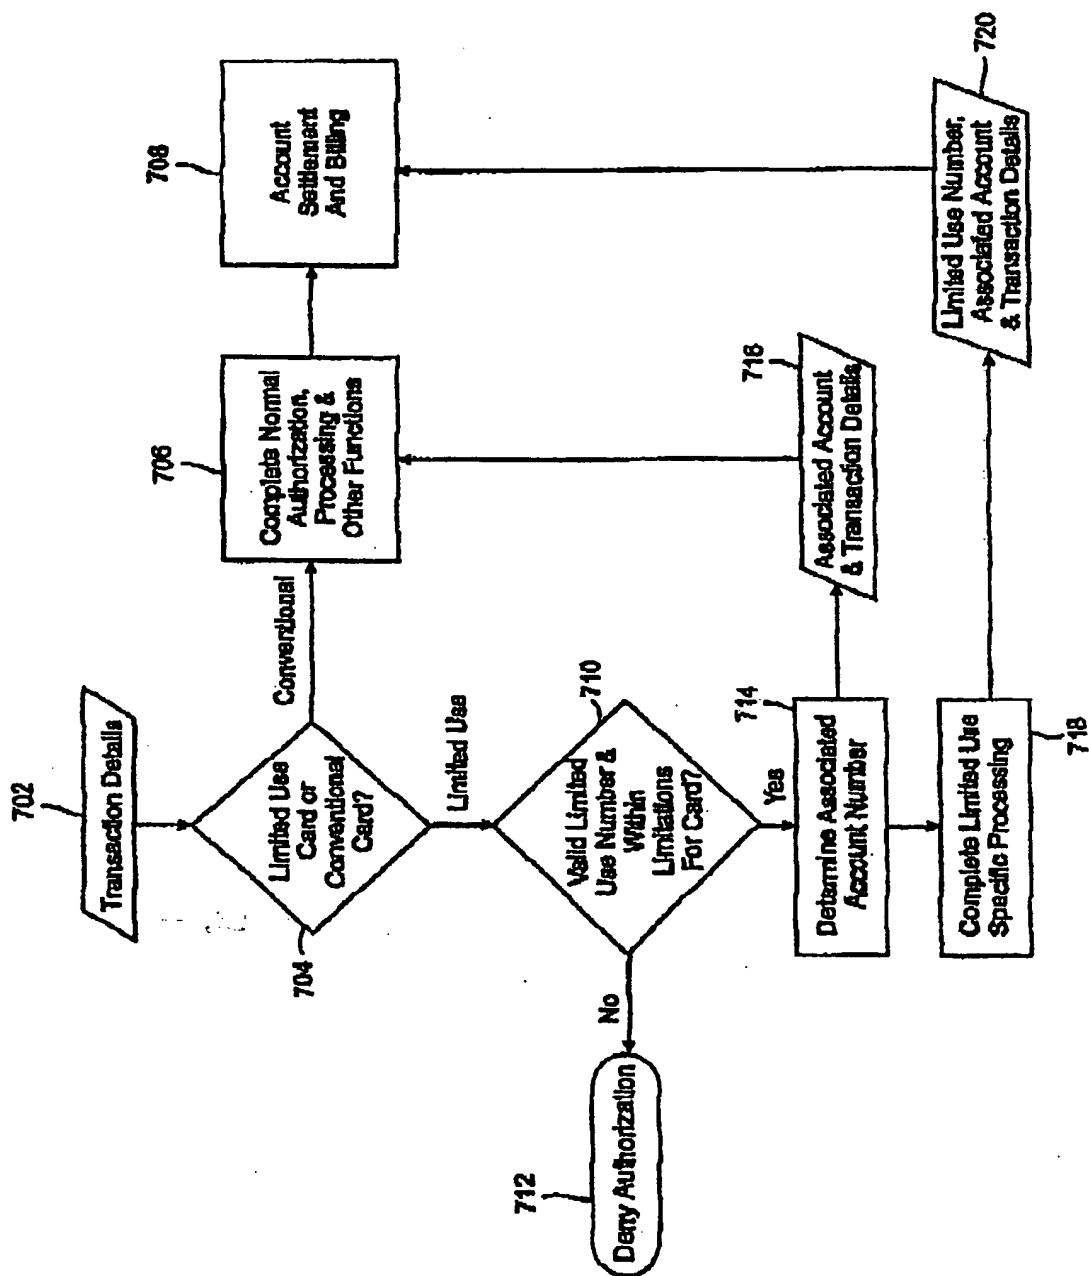 702
Transaction Details
704
Limited Use
Card or
Conventional
Card?
Conventional
706
Complete Normal
Authorization,
Processing &
Other Functions
708
Account
Settlement
And Billing
Limited Use
710
Valid Limited
Use Number &
Within
Limitations
For Card?
No
712
Deny Authorization
Yes
714
Determine Associated
Account Number
716
Associated Account
& Transaction Details
Complete Limited Use
Specific Processing
718
720
Limited Use Number,
Associated Account
& Transaction Details